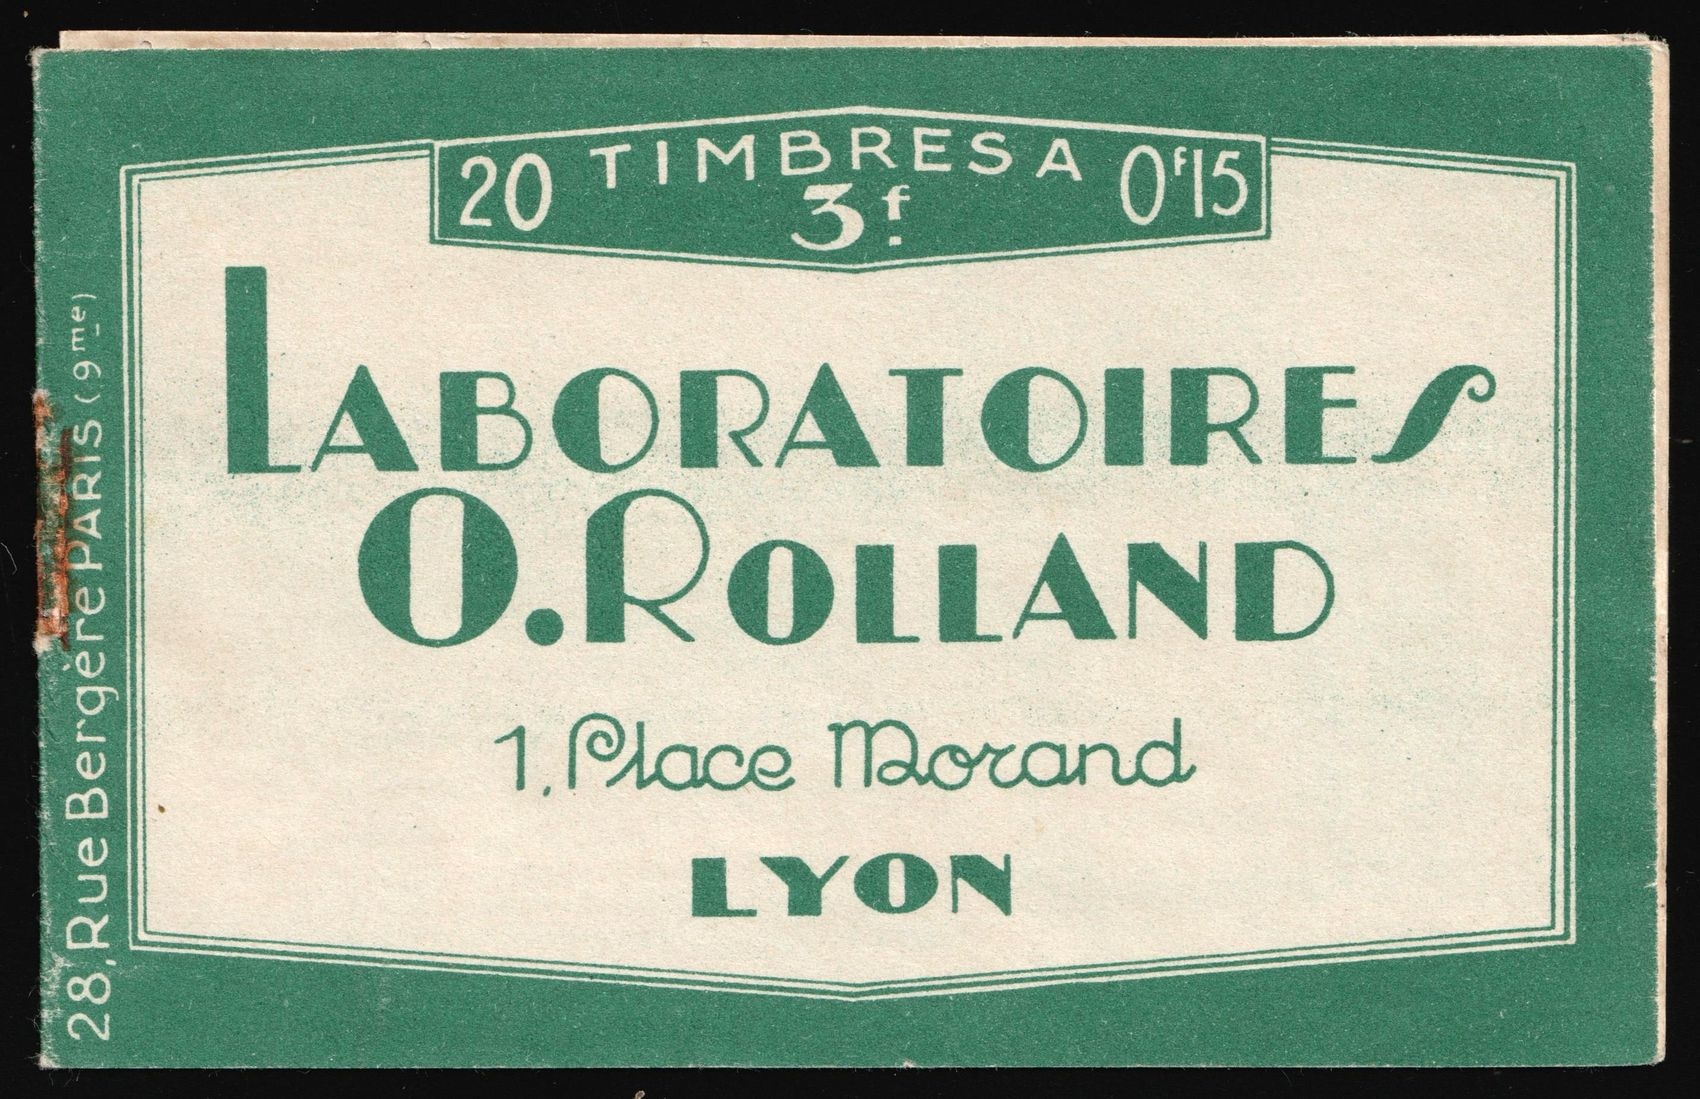 20 TIMBRES A 0f15
3f.
LABORATOIRES
O. ROLLAND
1, Place Morand
LYON
28, Rue Bergère PARIS (9me)